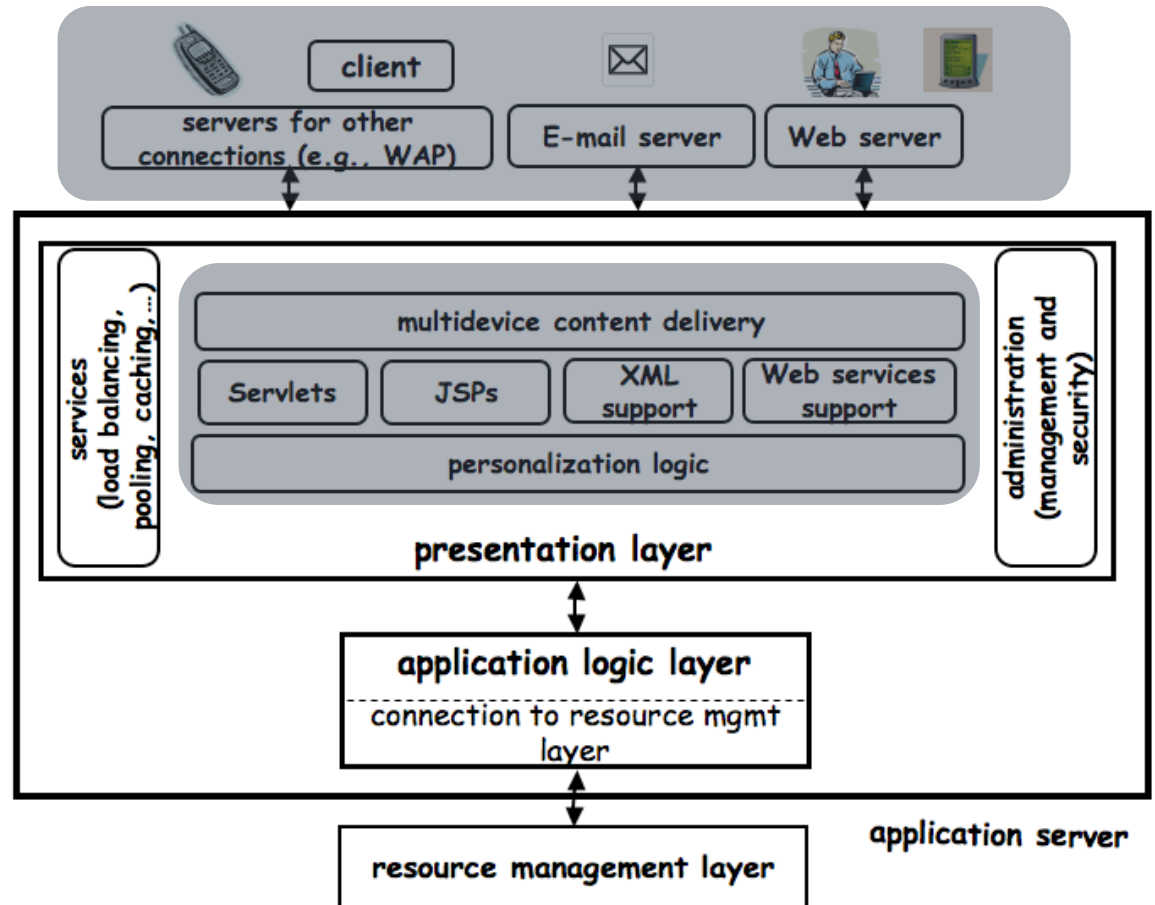 client
servers for other
connections (e.g., WAP)
E-mail server
Web server
services
(load balancing,
pooling, caching,…)
multidevice content delivery
Servlets
JSPs
XML
support
Web services
support
personalization logic
administration
(management and
security)
presentation layer
application logic layer
connection to resource mgmt
layer
application server
resource management layer